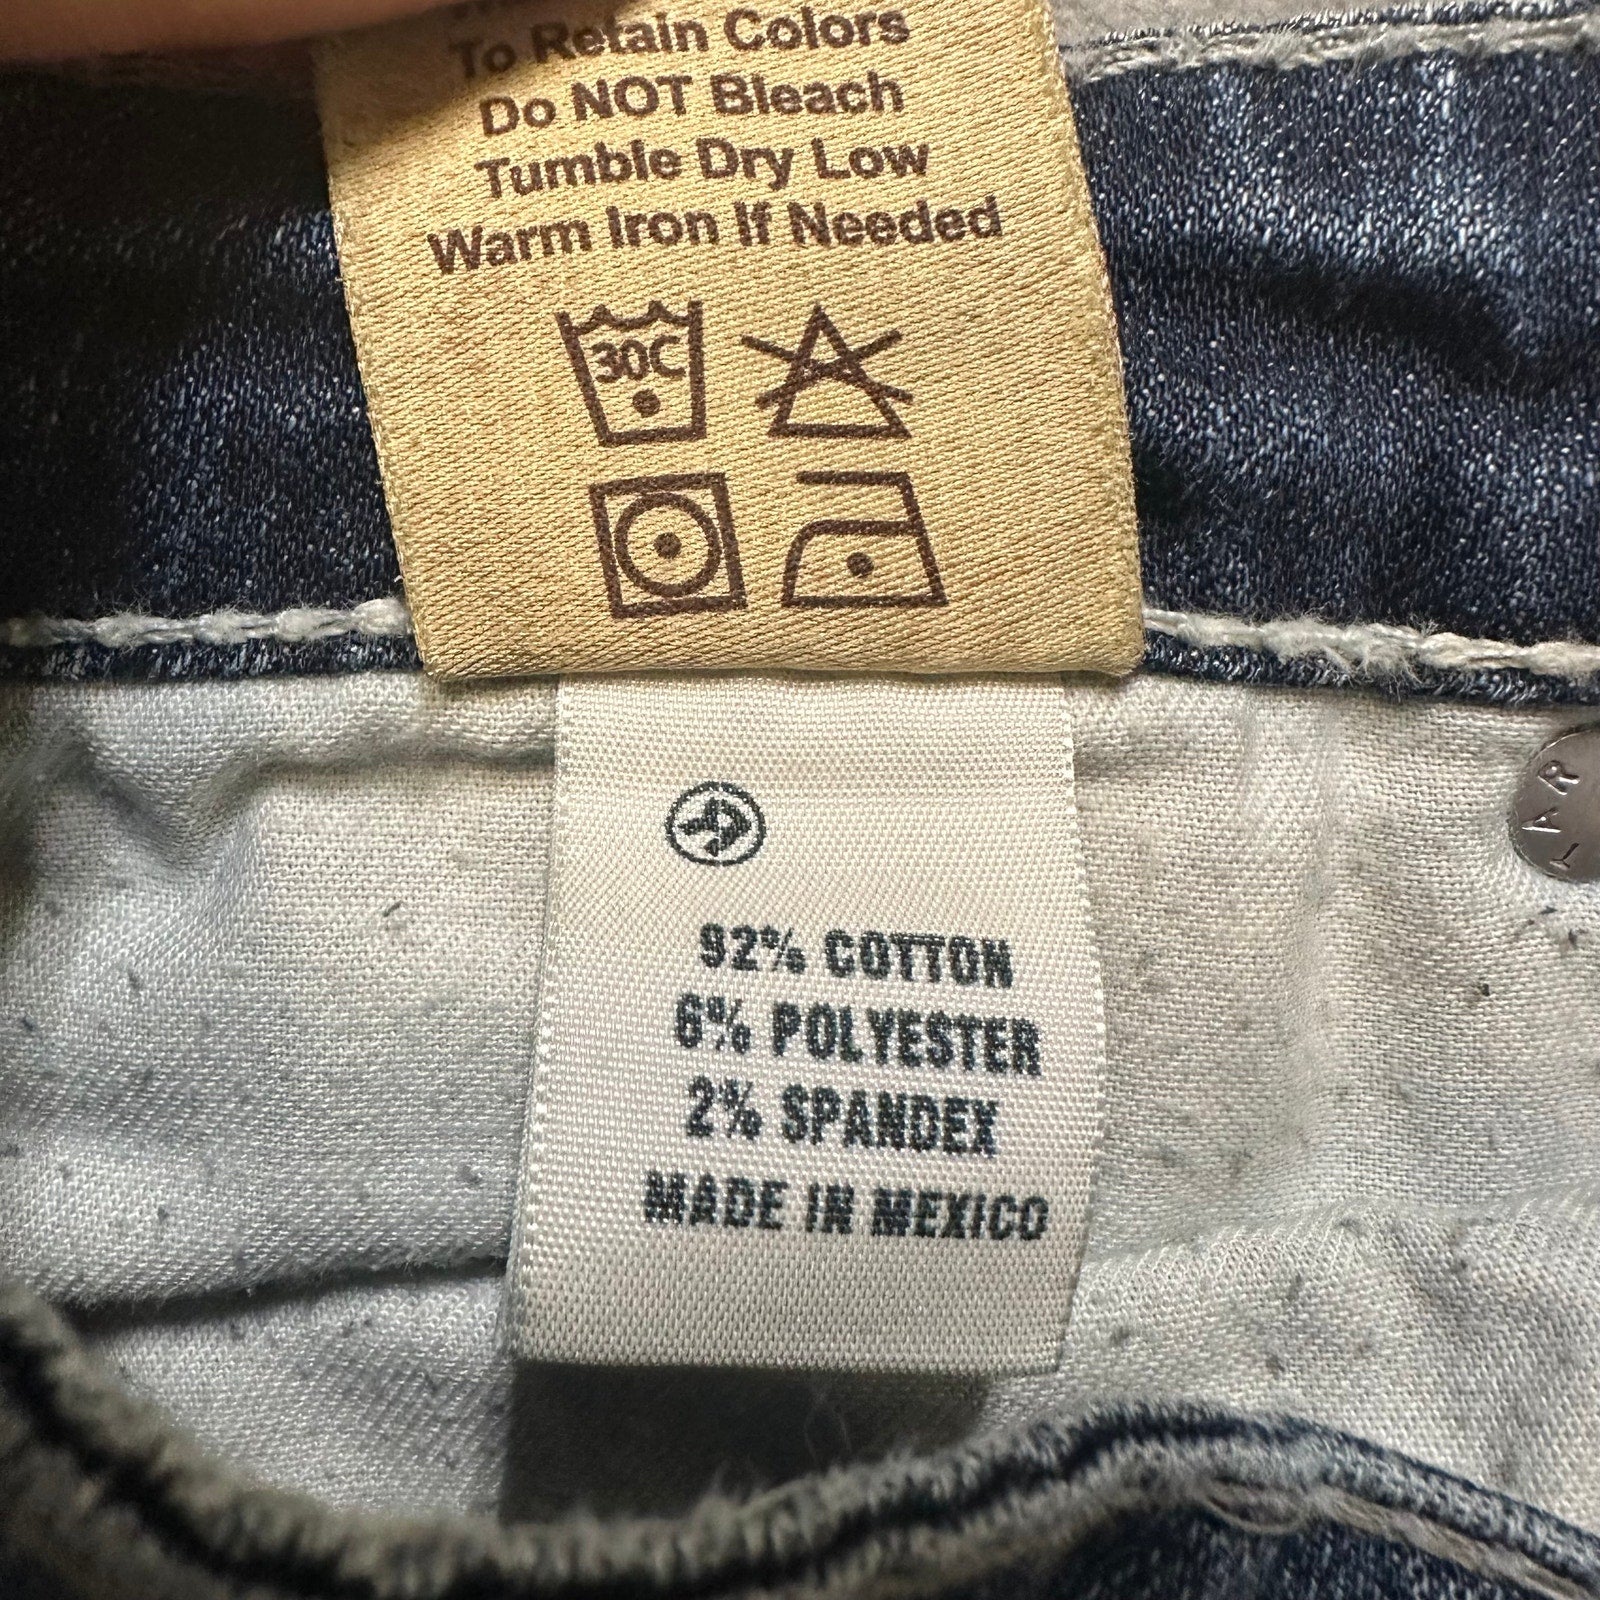 To Retain Colors
Do NOT Bleach
Tumble Dry Low
Warm Iron If Needed
30C
92% COTTON
6% POLYESTER
2% SPANDEX
MADE IN MEXICO